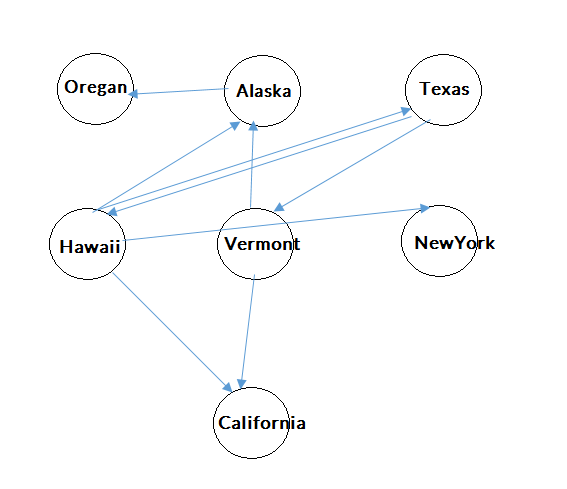 Oregan
Alaska
Texas
Hawaii
Vermont
NewYork
California